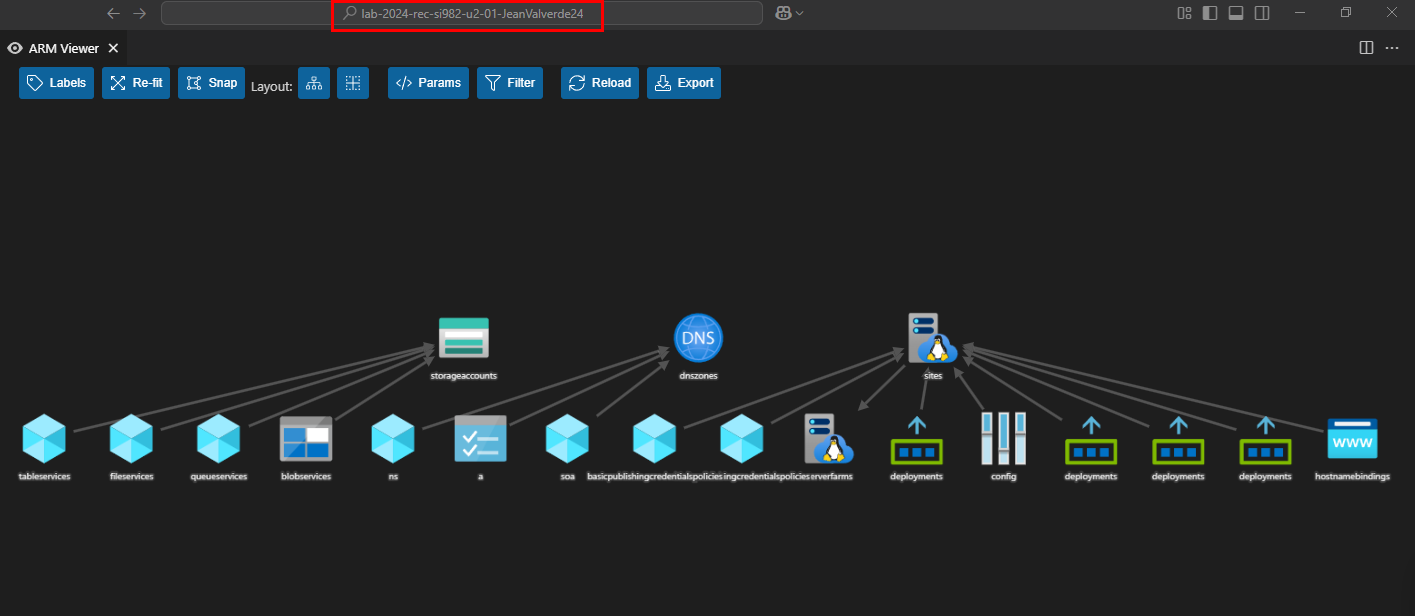 lab-2024-rec-si982-u2-01-JeanValverde24
ARM Viewer
Labels
Re-fit
Snap
Layout:
Params
Filter
Reload
Export
DNS
storageaccounts
dnszones
sites
www
tableservices
fileservices
queueservices
blobservices
ns
a
soa
basicpublishingcredentialspolicies
ingcredentialspolicies
erverfarms
deployments
config
deployments
deployments
deployments
hostnamebindings